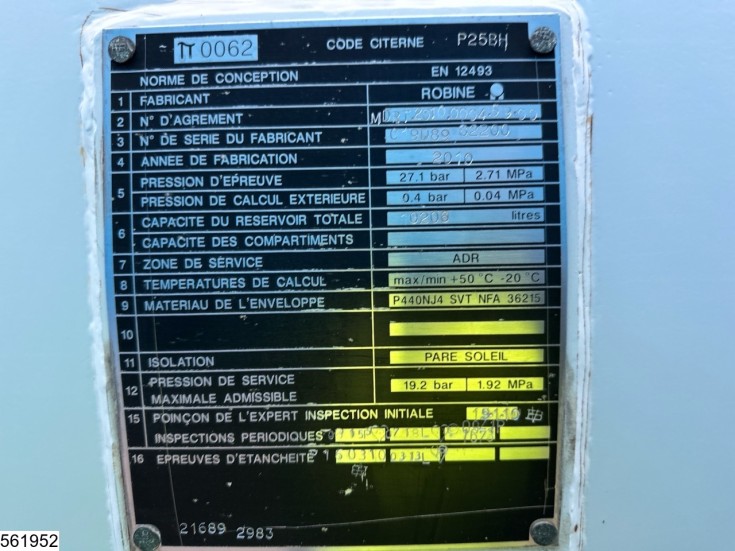 π 0062 CODE CITERNE P25BH
NORME DE CONCEPTION EN 12493
1 FABRICANT ROBINE
2 N° D'AGREMENT
3 N° DE SERIE DU FABRICANT
4 ANNEE DE FABRICATION 2010
5 PRESSION D'EPREUVE 27.1 bar 2.71 MPa
PRESSION DE CALCUL EXTERIEURE 0.4 bar 0.04 MPa
6 CAPACITE DU RESERVOIR TOTALE litres
CAPACITE DES COMPARTIMENTS
7 ZONE DE SERVICE ADR
8 TEMPERATURES DE CALCUL max/min +50 °C -20 °C
9 MATERIAU DE L'ENVELOPPE P440NJ4 SVT NFA 36215
10
11 ISOLATION PARE SOLEIL
12 PRESSION DE SERVICE 19.2 bar 1.92 MPa
MAXIMALE ADMISSIBLE
15 POINÇON DE L'EXPERT INSPECTION INITIALE
INSPECTIONS PERIODIQUES
16 EPREUVES D'ETANCHEITE
21689 2983
561952